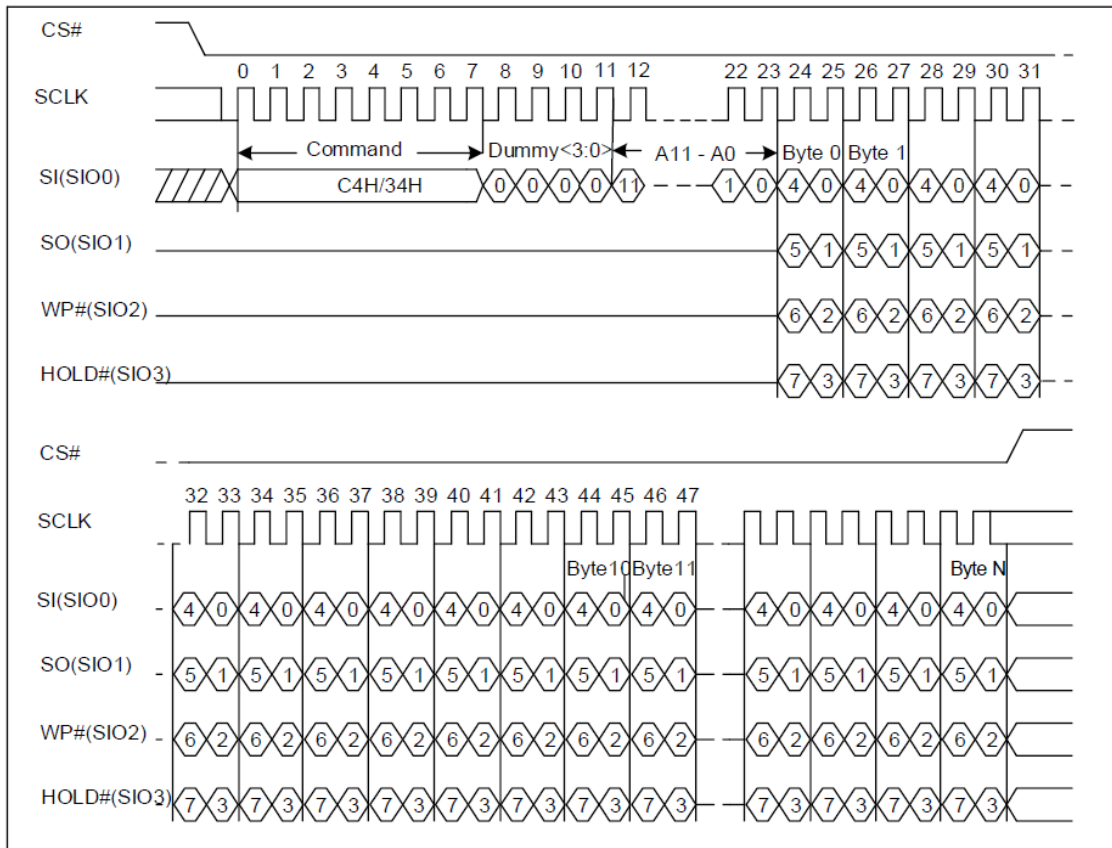 CS#
0 1 2 3 4 5 6 7 8 9 10 11 12 22 23 24 25 26 27 28 29 30 31
SCLK
Command Dummy<3:0> A11 - A0 Byte 0 Byte 1
SI(SIO0) C4H/34H 0 0 0 0 11 1 0 4 0 4 0 4 0 4 0
SO(SIO1) 5 1 5 1 5 1 5 1
WP#(SIO2) 6 2 6 2 6 2 6 2
HOLD#(SIO3) 7 3 7 3 7 3 7 3
CS#
32 33 34 35 36 37 38 39 40 41 42 43 44 45 46 47
SCLK
Byte10 Byte11 Byte N
SI(SIO0) 4 0 4 0 4 0 4 0 4 0 4 0 4 0 4 0 4 0 4 0 4 0 4 0
SO(SIO1) 5 1 5 1 5 1 5 1 5 1 5 1 5 1 5 1 5 1 5 1 5 1 5 1
WP#(SIO2) 6 2 6 2 6 2 6 2 6 2 6 2 6 2 6 2 6 2 6 2 6 2 6 2
HOLD#(SIO3) 7 3 7 3 7 3 7 3 7 3 7 3 7 3 7 3 7 3 7 3 7 3 7 3